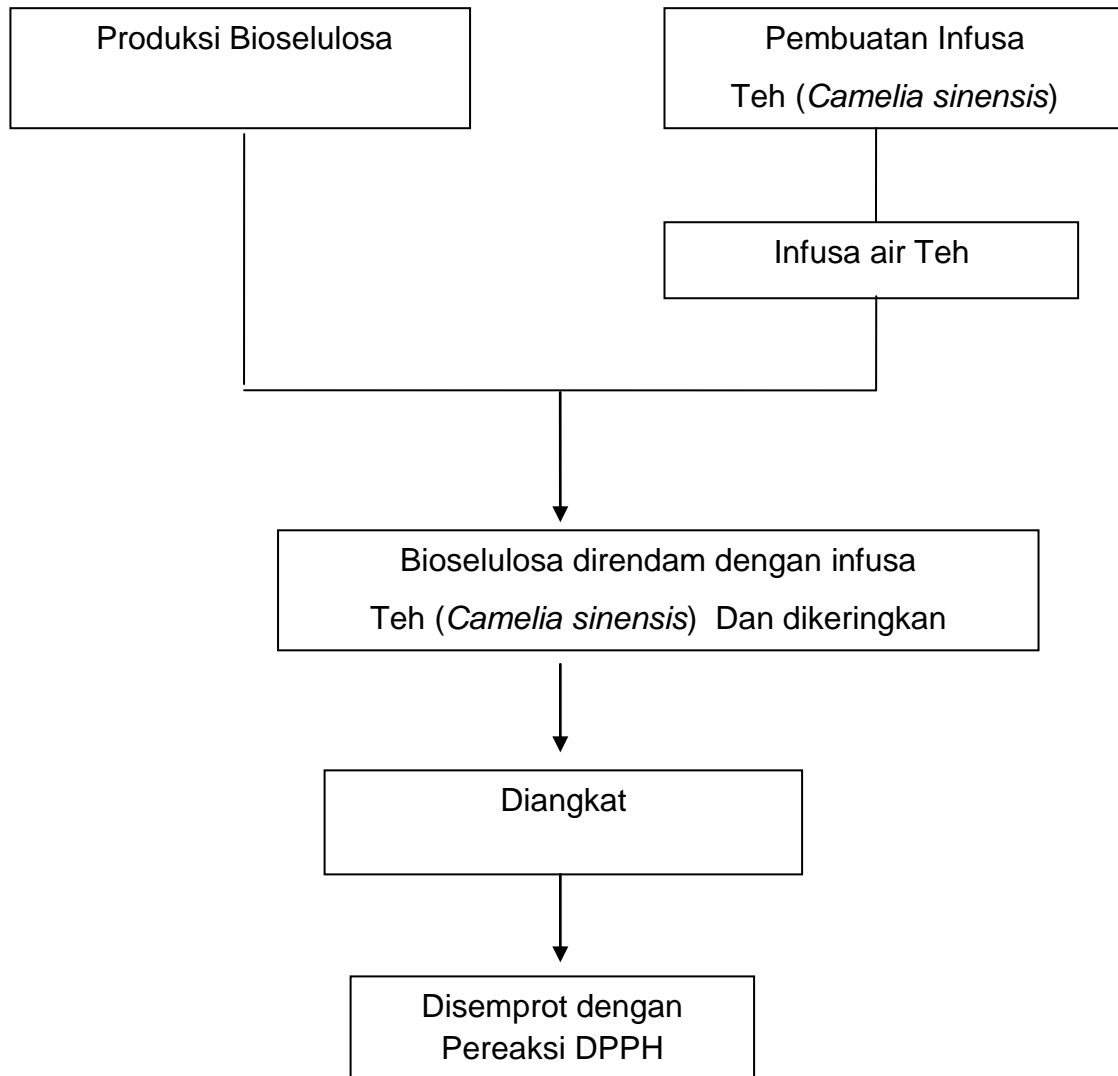 Produksi Bioselulosa
Pembuatan Infusa
Teh (Camelia sinensis)
Infusa air Teh
Bioselulosa direndam dengan infusa
Teh (Camelia sinensis) Dan dikeringkan
Diangkat
Disemprot dengan
Pereaksi DPPH